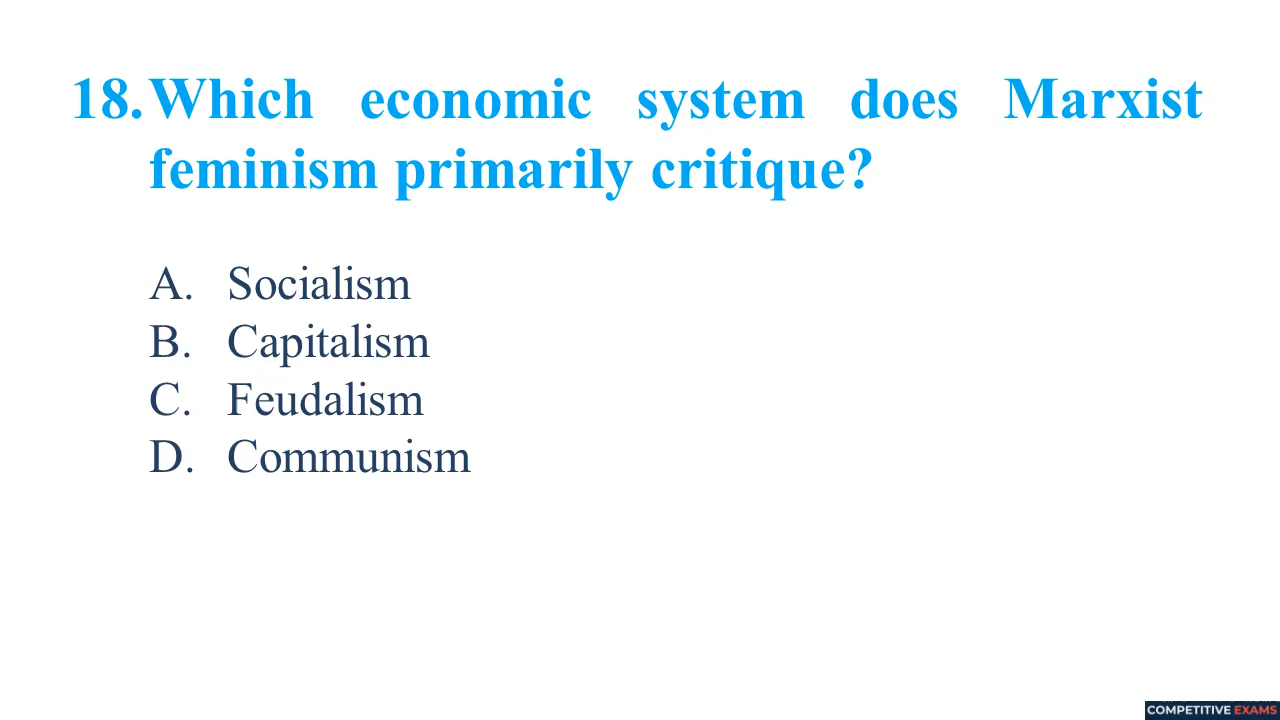 18. Which economic system does Marxist
feminism primarily critique?
A. Socialism
B. Capitalism
C. Feudalism
D. Communism
COMPETITIVE EXAMS